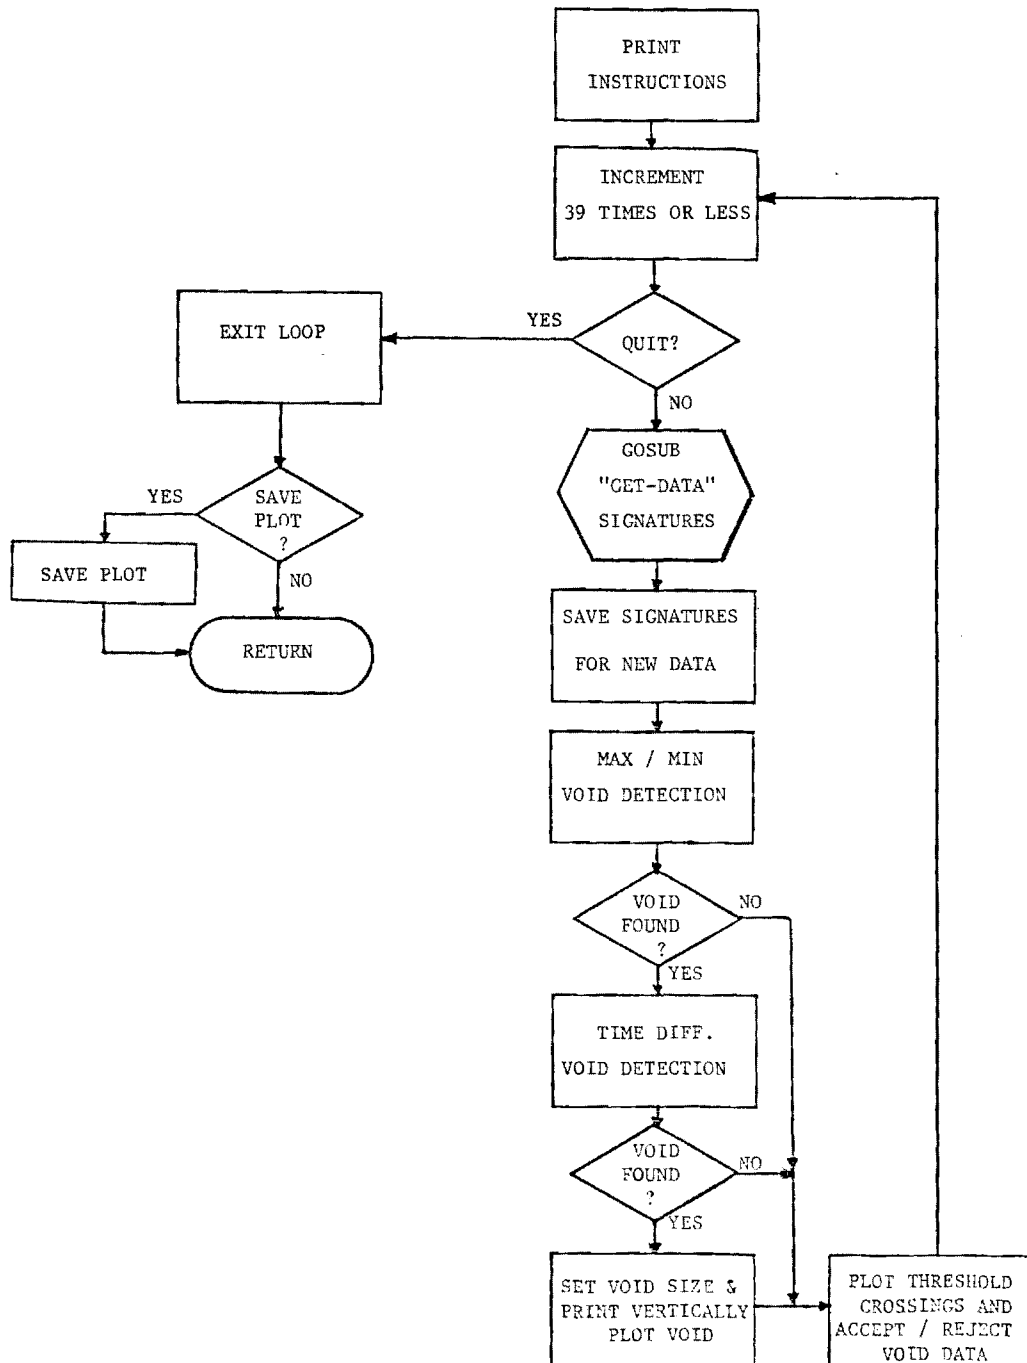 PRINT
INSTRUCTIONS
INCREMENT
39 TIMES OR LESS
YES
QUIT?
EXIT LOOP
NO
GOSUB
"GET-DATA"
SIGNATURES
YES
SAVE
PLOT
?
SAVE PLOT
NO
RETURN
SAVE SIGNATURES
FOR NEW DATA
MAX / MIN
VOID DETECTION
VOID
FOUND
?
NO
YES
TIME DIFF.
VOID DETECTION
VOID
FOUND
?
NO
YES
SET VOID SIZE &
PRINT VERTICALLY
PLOT VOID
PLOT THRESHOLD
CROSSINGS AND
ACCEPT / REJECT
VOID DATA